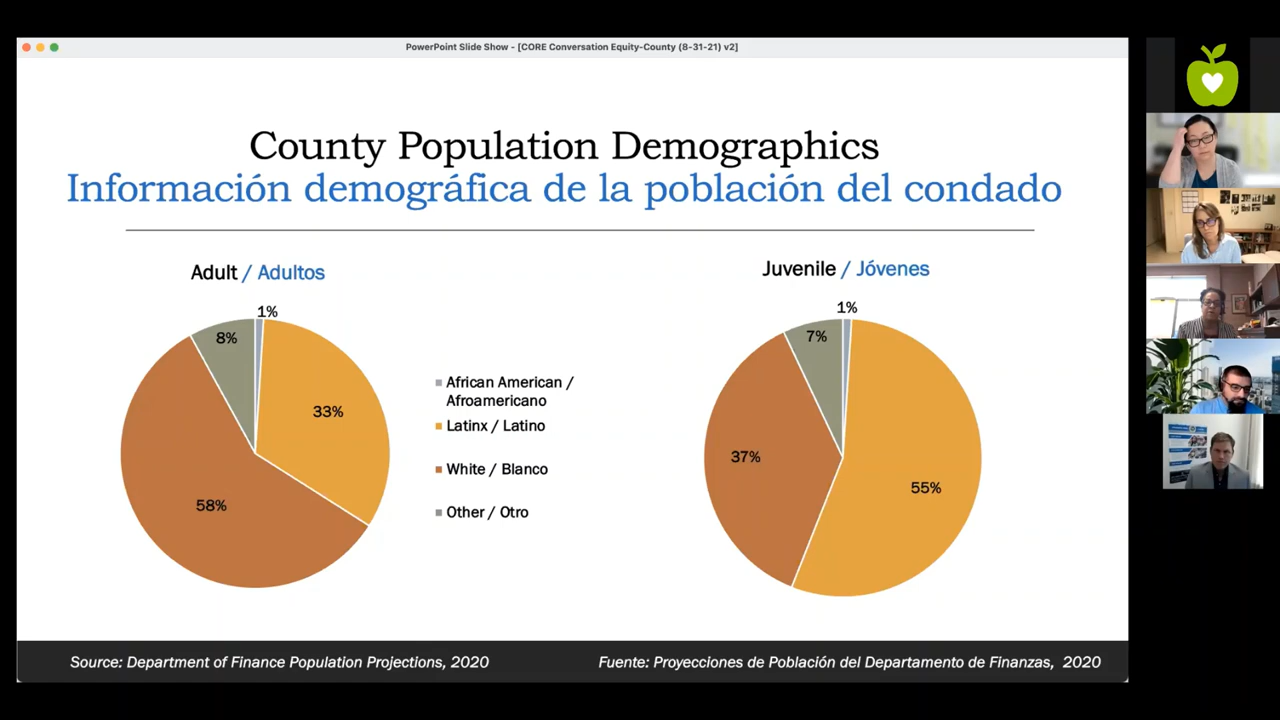 PowerPoint Slide Show - [CORE Conversation Equity-County (8-31-21) v2]
County Population Demographics
Información demográfica de la población del condado
Adult / Adultos
1%
8%
33%
58%
African American /
Afroamericano
Latinx / Latino
White / Blanco
Other / Otro
Juvenile / Jóvenes
1%
7%
37%
55%
Source: Department of Finance Population Projections, 2020
Fuente: Proyecciones de Población del Departamento de Finanzas, 2020